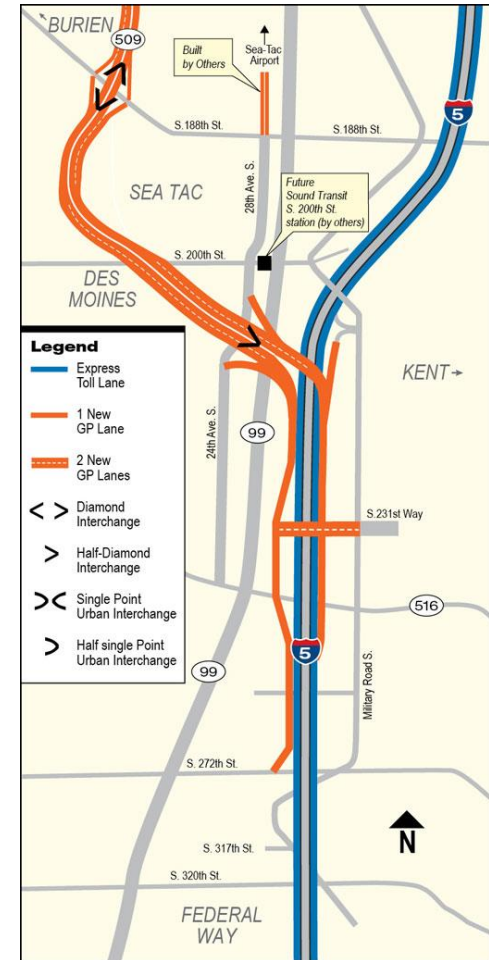 BURIEN
509
Built
by Others
Sea-Tac
Airport
5
S.188th St.
S.188th St.
28th Ave. S.
SEA TAC
Future
Sound Transit
S. 200th St.
station (by others)
S. 200th St.
DES
MOINES
Legend
Express
Toll Lane
1 New
GP Lane
2 New
GP Lanes
Diamond
Interchange
Half-Diamond
Interchange
Single Point
Urban Interchange
Half single Point
Urban Interchange
KENT
24th Ave. S.
99
S.231st Way
516
5
99
Military Road S.
S. 272th St.
N
S. 317th St.
S. 320th St.
FEDERAL
WAY